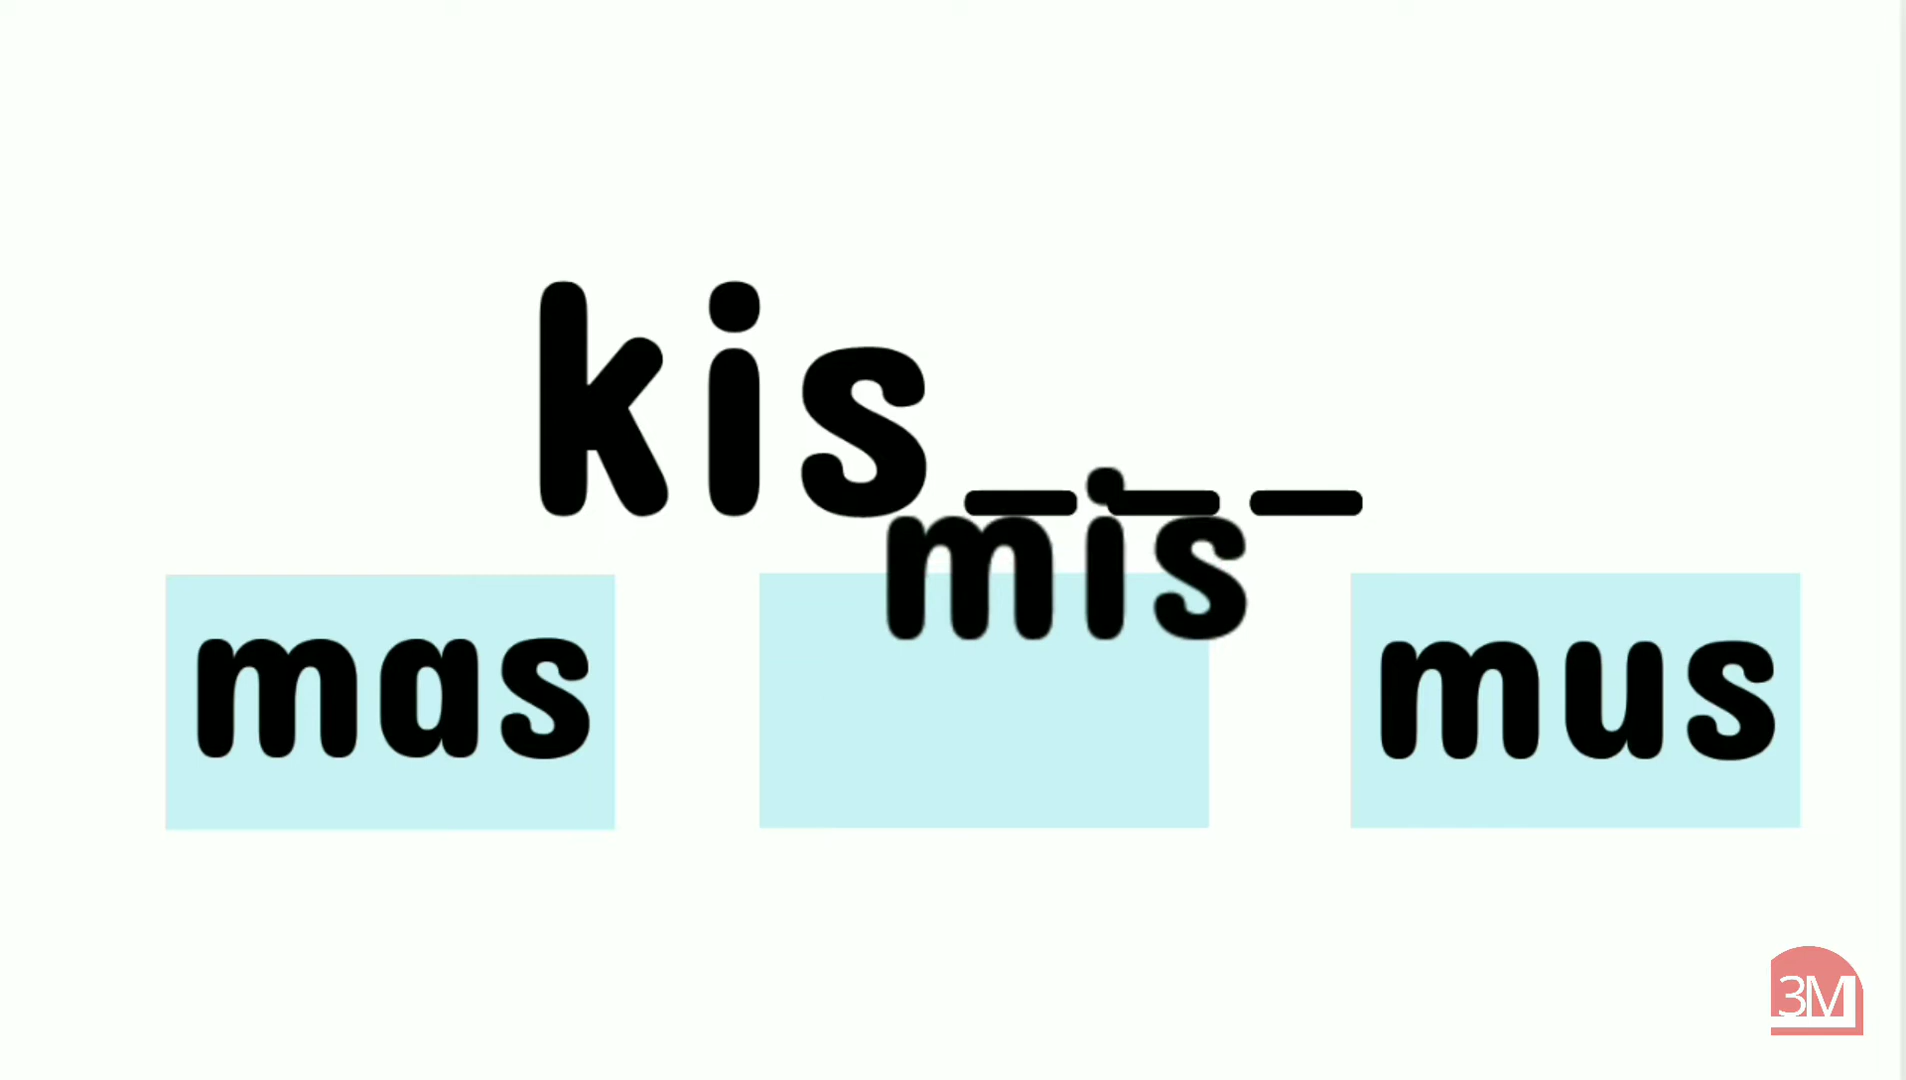 kis_ _ _
mis
mas
mus
3M